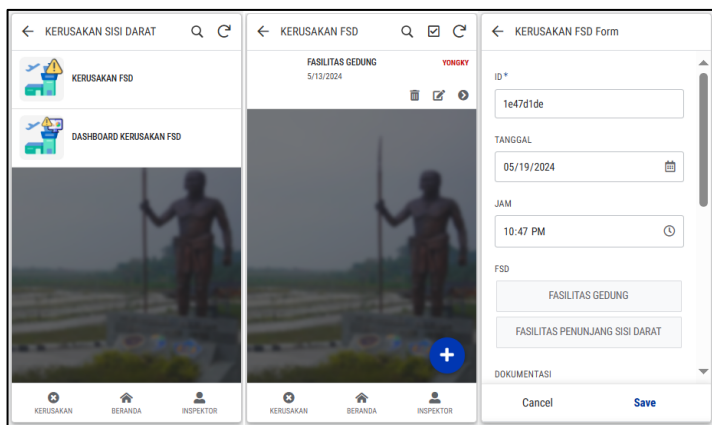 KERUSAKAN SISI DARAT
KERUSAKAN FSD
DASHBOARD KERUSAKAN FSD
KERUSAKAN
BERANDA
INSPEKTOR
KERUSAKAN FSD
FASILITAS GEDUNG
YONGKY
5/13/2024
KERUSAKAN
BERANDA
INSPEKTOR
KERUSAKAN FSD Form
ID*
1e47d1de
TANGGAL
05/19/2024
JAM
10:47 PM
FSD
FASILITAS GEDUNG
FASILITAS PENUNJANG SISI DARAT
DOKUMENTASI
Cancel
Save